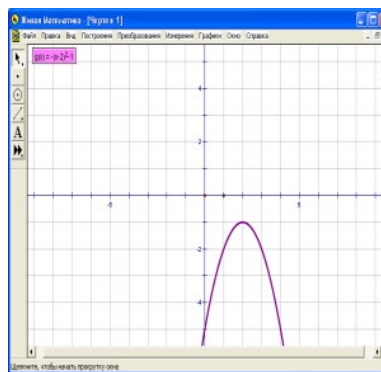 Живая Математика - [Чертеж 1]
Файл Правка Вид Построения Преобразования Измерения Графики Окно Справка
g(x) = -(x-2)²-1
A
4
2
-5
5
-2
-4
Щелкните, чтобы начать прокрутку окна